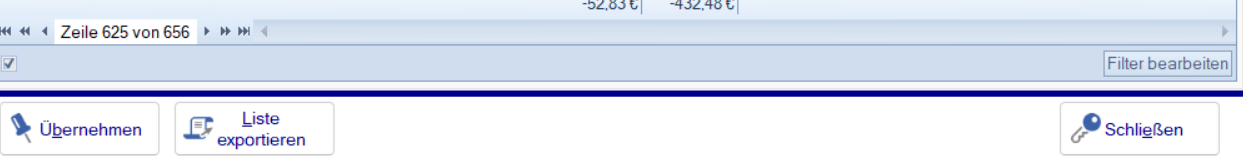 -52,83 € -432,48 €
Zeile 625 von 656
Filter bearbeiten
Übernehmen
Liste
exportieren
Schließen